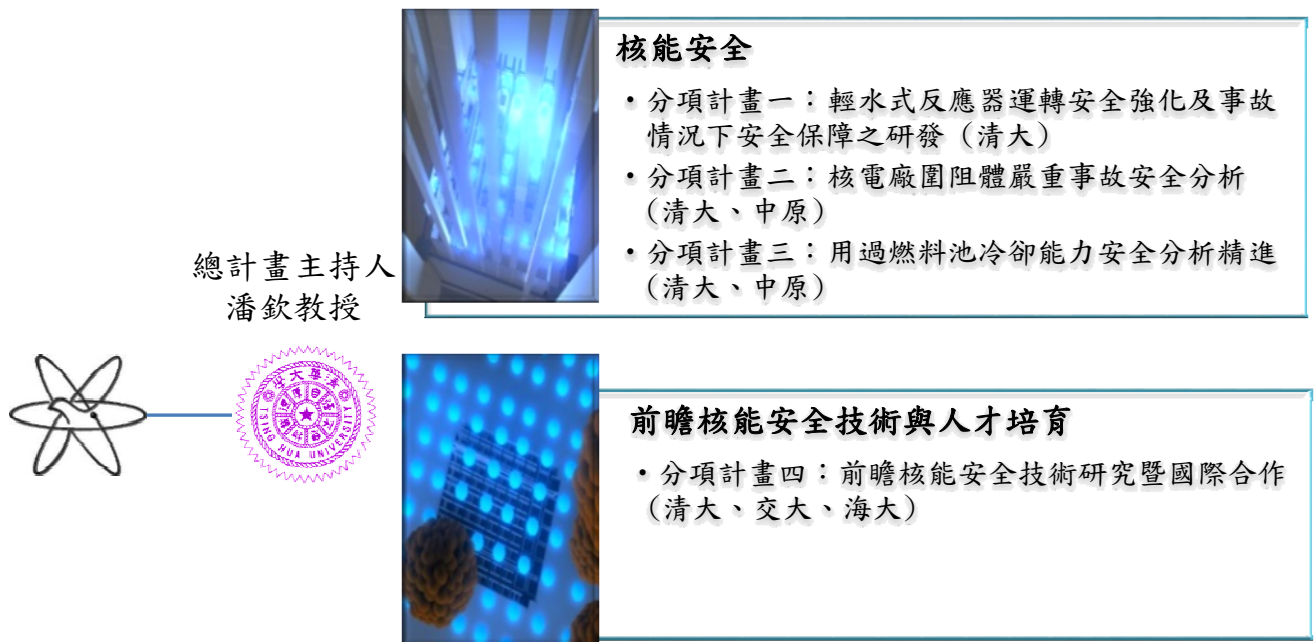 總計畫主持人
潘欽教授
TSING HUA UNIVERSITY
核能安全
・分項計畫一：輕水式反應器運轉安全強化及事故
情況下安全保障之研發（清大）
・分項計畫二：核電廠圍阻體嚴重事故安全分析
（清大、中原）
・分項計畫三：用過燃料池冷卻能力安全分析精進
（清大、中原）
前瞻核能安全技術與人才培育
・分項計畫四：前瞻核能安全技術研究暨國際合作
（清大、交大、海大）